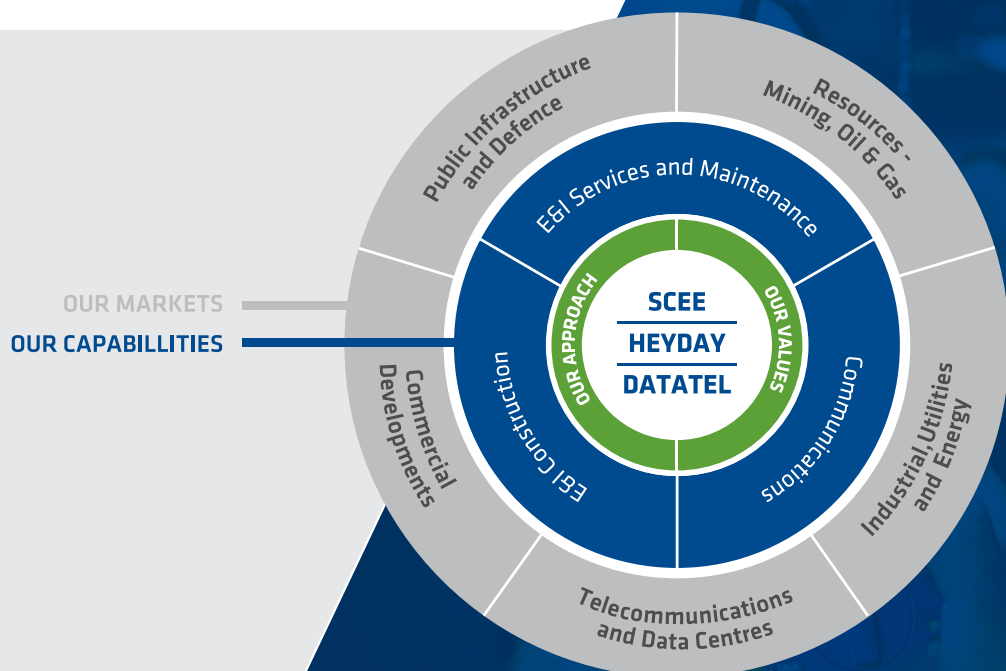 Public Infrastructure
and Defence
Resources -
Mining, Oil & Gas
E&I Services and Maintenance
OUR MARKETS
OUR CAPABILLITIES
OUR APPROACH
OUR VALUES
SCEE
HEYDAY
DATATEL
E&I Construction
Communications
Commercial
Developments
Industrial, Utilities
and Energy
Telecommunications
and Data Centres